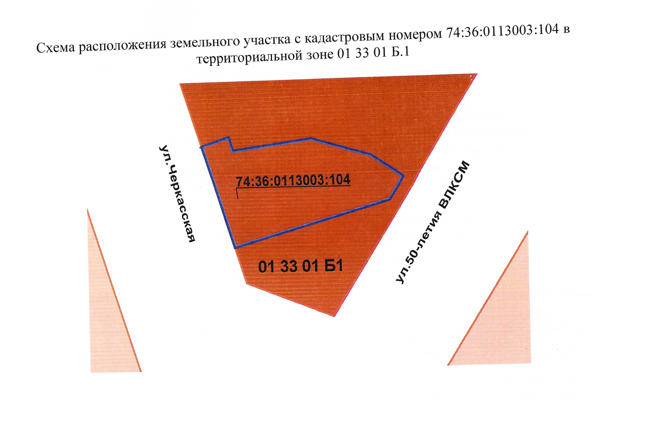 Схема расположения земельного участка с кадастровым номером 74:36:0113003:104 в
территориальной зоне 01 33 01 Б.1
ул.Черкасская
74:36:0113003:104
ул.50-летия ВЛКСМ
01 33 01 Б1